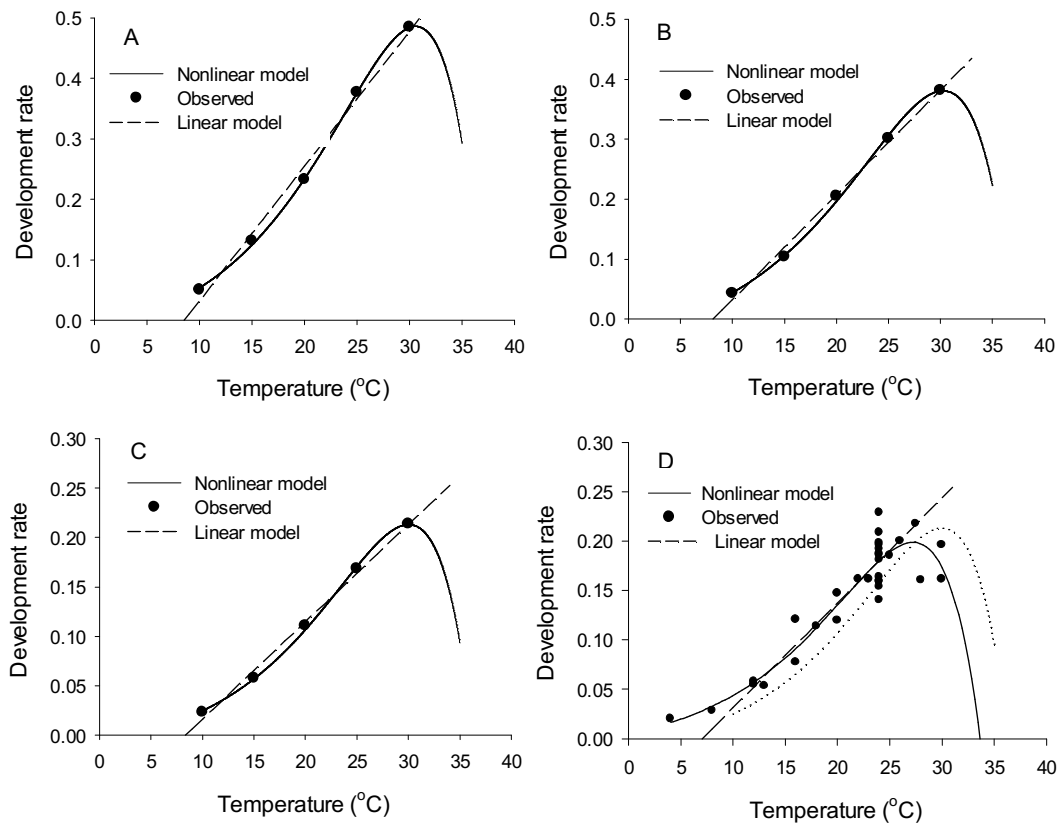 A
Nonlinear model
Observed
Linear model
Development rate
0.5
0.4
0.3
0.2
0.1
0.0
0 5 10 15 20 25 30 35 40
Temperature (°C)
B
Nonlinear model
Observed
Linear model
Development rate
0.5
0.4
0.3
0.2
0.1
0.0
0 5 10 15 20 25 30 35 40
Temperature (°C)
C
Nonlinear model
Observed
Linear model
Development rate
0.30
0.25
0.20
0.15
0.10
0.05
0.00
0 5 10 15 20 25 30 35 40
Temperature (°C)
D
Nonlinear model
Observed
Linear model
Development rate
0.30
0.25
0.20
0.15
0.10
0.05
0.00
0 5 10 15 20 25 30 35 40
Temperature (°C)